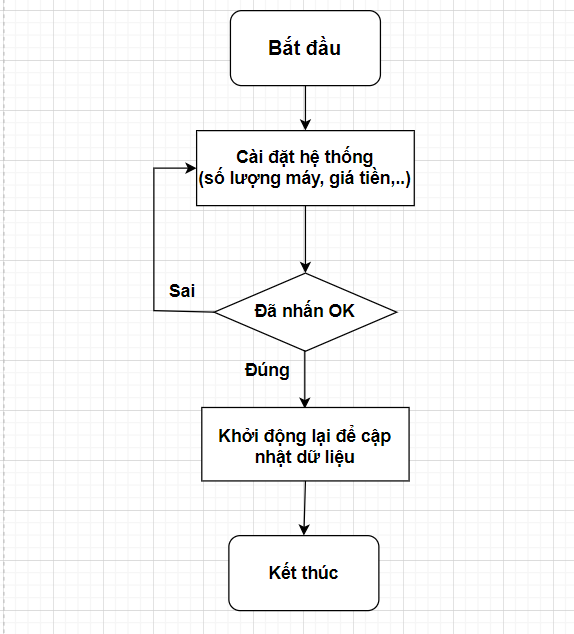 Bắt đầu
Cài đặt hệ thống
(số lượng máy, giá tiền,..)
Sai
Đã nhấn OK
Đúng
Khởi động lại để cập
nhật dữ liệu
Kết thúc